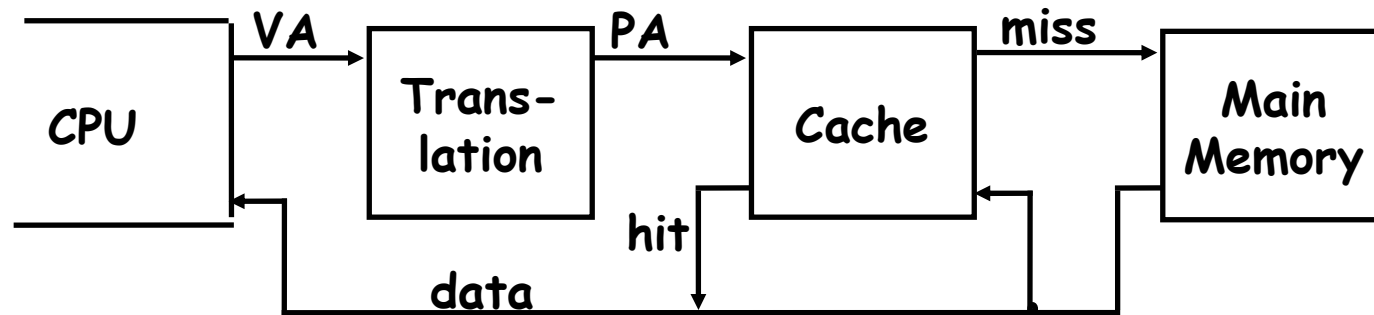 VA
PA
miss
CPU
Trans-
lation
Cache
Main
Memory
hit
data